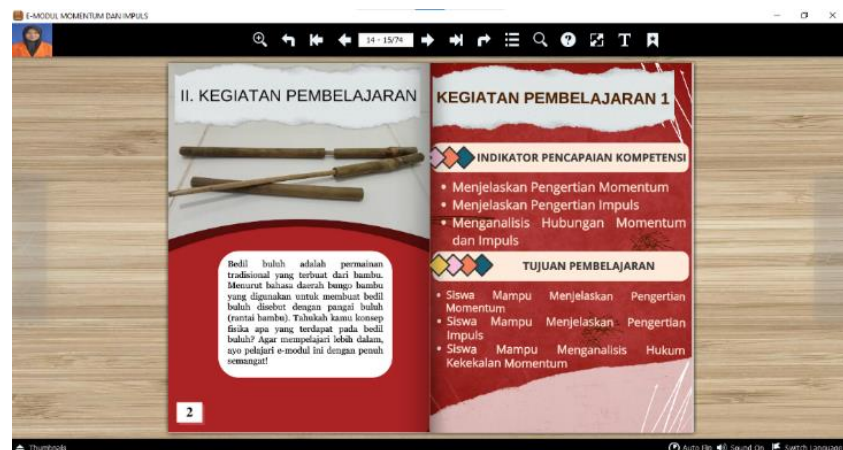 E-MODUL MOMENTUM DAN IMPULS
14 - 15/74
T
II. KEGIATAN PEMBELAJARAN
Bedil buluh adalah permainan
tradisional yang terbuat dari bambu.
Menurut bahasa daerah bungo bambu
yang digunakan untuk membuat bedil
buluh disebut dengan pangai buluh
(rantai bambu). Tahukah kamu konsep
fisika apa yang terdapat pada bedil
buluh? Agar mempelajari lebih dalam,
ayo pelajari e-modul ini dengan penuh
semangat!
2
KEGIATAN PEMBELAJARAN 1
INDIKATOR PENCAPAIAN KOMPETENSI
• Menjelaskan Pengertian Momentum
• Menjelaskan Pengertian Impuls
• Menganalisis Hubungan Momentum
dan Impuls
TUJUAN PEMBELAJARAN
• Siswa Mampu Menjelaskan Pengertian
Momentum
• Siswa Mampu Menjelaskan Pengertian
Impuls
• Siswa Mampu Menganalisis Hukum
Kekekalan Momentum
Thumbnails
Auto Flip Sound On Switch Language